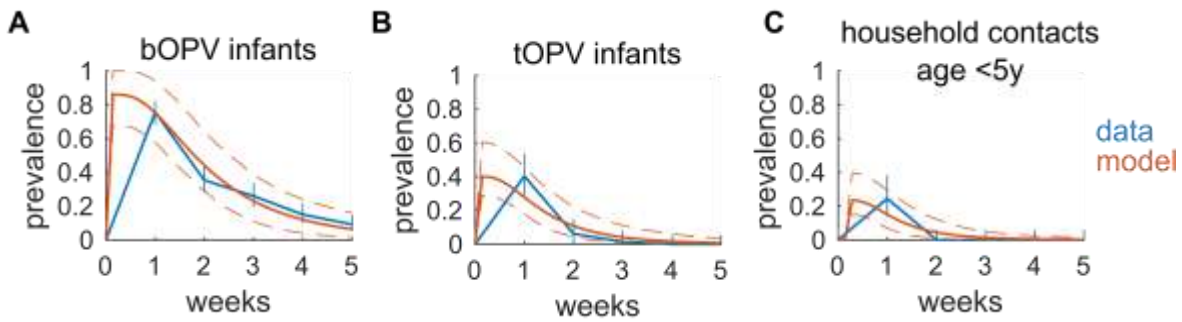 A
bOPV infants
prevalence
1
0.8
0.6
0.4
0.2
0
0 1 2 3 4 5
weeks
B
tOPV infants
prevalence
1
0.8
0.6
0.4
0.2
0
0 1 2 3 4 5
weeks
C
household contacts
age <5y
prevalence
1
0.8
0.6
0.4
0.2
0
0 1 2 3 4 5
weeks
data
model